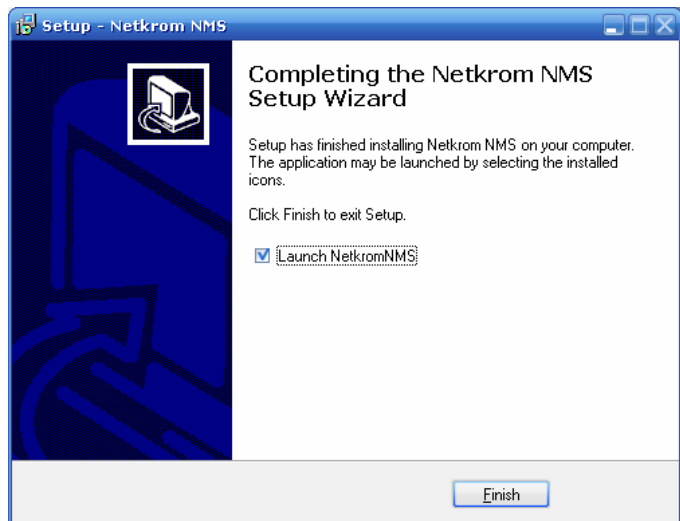 Setup - Netkrom NMS
Completing the Netkrom NMS
Setup Wizard
Setup has finished installing Netkrom NMS on your computer.
The application may be launched by selecting the installed
icons.
Click Finish to exit Setup.
Launch NetkromNMS
Finish